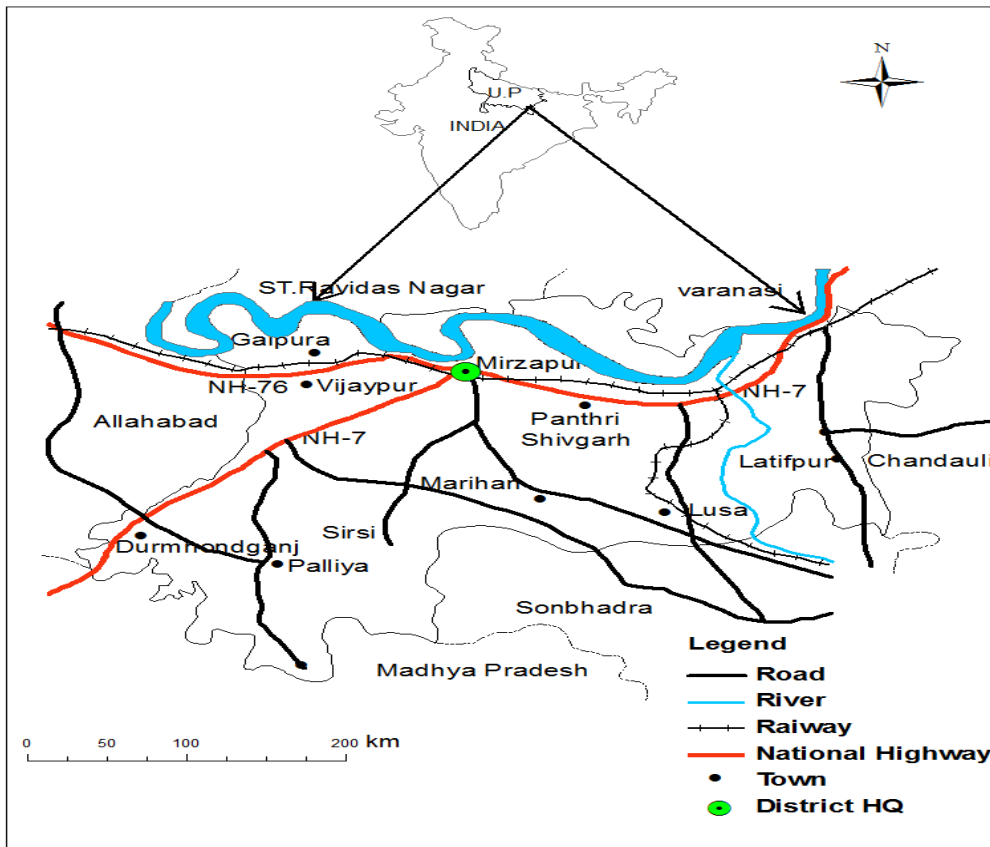 N
U.P
INDIA
ST.Ravidas Nagar
varanasi
Gaipura
Mirzapur
NH-76
Vijaypur
NH-7
Allahabad
Panthri
Shivgarh
NH-7
Latifpur
Chandauli
Marihan
Lusa
Sirsi
Durmhondganj
Palliya
Sonbhadra
Madhya Pradesh
Legend
Road
River
Raiway
National Highway
Town
District HQ
0 50 100 200 km